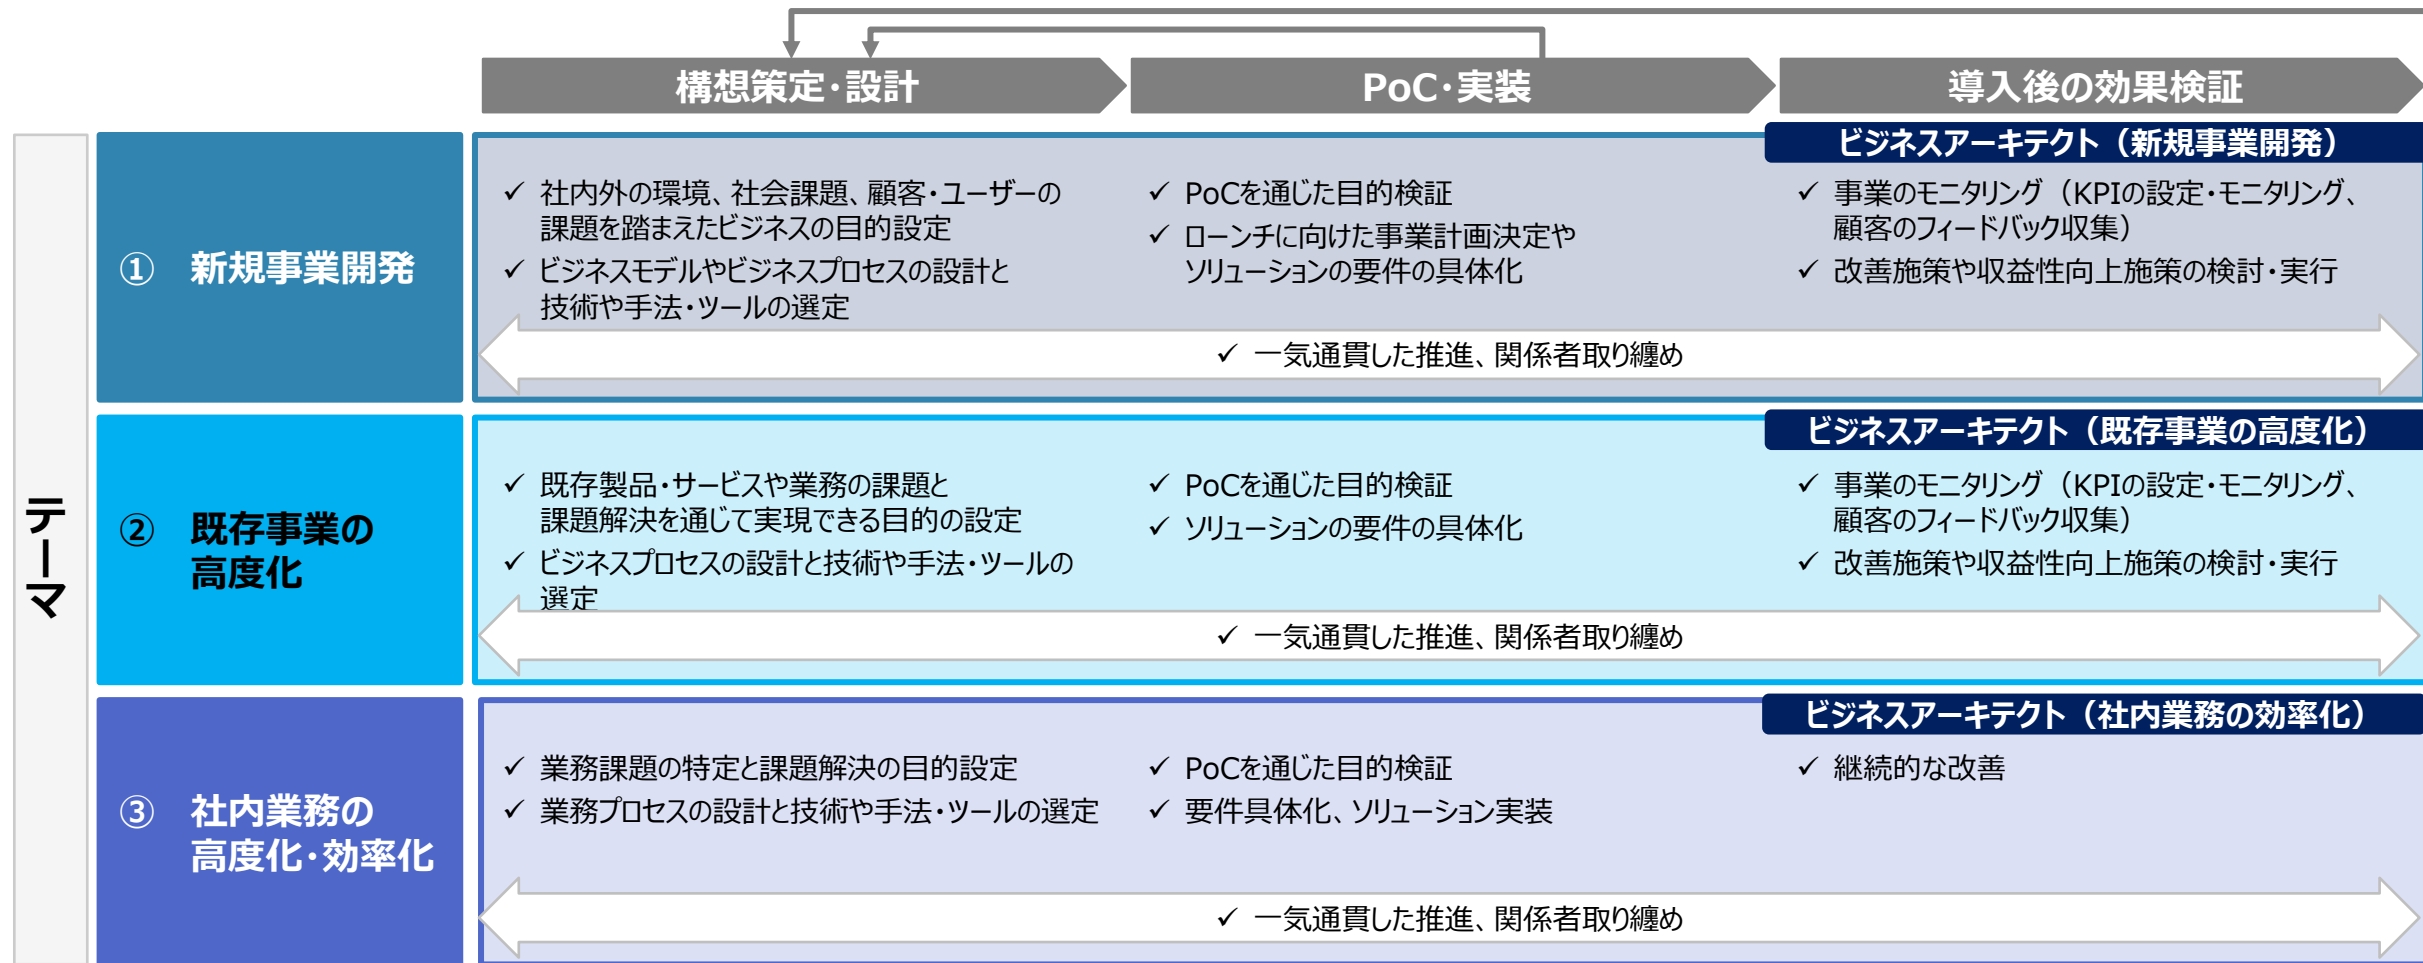 構想策定・設計
PoC・実装
導入後の効果検証
テーマ
① 新規事業開発
ビジネスアーキテクト（新規事業開発）
✓ 社内外の環境、社会課題、顧客・ユーザーの
課題を踏まえたビジネスの目的設定
✓ ビジネスモデルやビジネスプロセスの設計と
技術や手法・ツールの選定
✓ PoCを通じた目的検証
✓ ローンチに向けた事業計画決定や
ソリューションの要件の具体化
✓ 事業のモニタリング（KPIの設定・モニタリング、
顧客のフィードバック収集）
✓ 改善施策や収益性向上施策の検討・実行
✓ 一気通貫した推進、関係者取り纏め
② 既存事業の
高度化
ビジネスアーキテクト（既存事業の高度化）
✓ 既存製品・サービスや業務の課題と
課題解決を通じて実現できる目的の設定
✓ ビジネスプロセスの設計と技術や手法・ツールの
選定
✓ PoCを通じた目的検証
✓ ソリューションの要件の具体化
✓ 事業のモニタリング（KPIの設定・モニタリング、
顧客のフィードバック収集）
✓ 改善施策や収益性向上施策の検討・実行
✓ 一気通貫した推進、関係者取り纏め
③ 社内業務の
高度化・効率化
ビジネスアーキテクト（社内業務の効率化）
✓ 業務課題の特定と課題解決の目的設定
✓ 業務プロセスの設計と技術や手法・ツールの選定
✓ PoCを通じた目的検証
✓ 要件具体化、ソリューション実装
✓ 継続的な改善
✓ 一気通貫した推進、関係者取り纏め